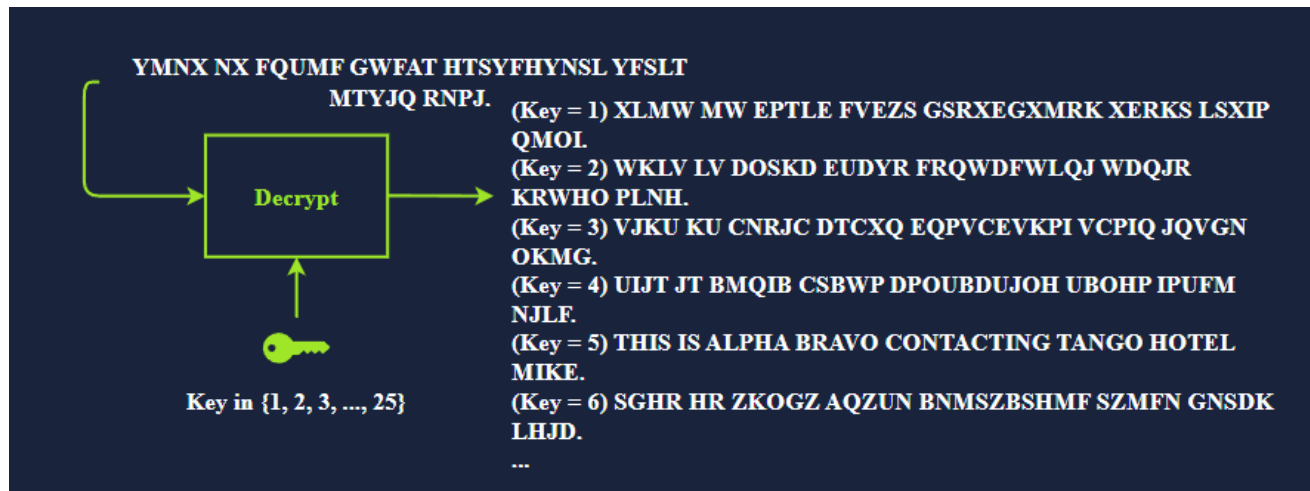 YMNX NX FQUMF GWFAT HTSYFHYNSL YFSLT
MTYJQ RNPJ.
Decrypt
Key in {1, 2, 3, ..., 25}
(Key = 1) XLMW MW EPTLE FVEZS GSRXEGXMRK XERKS LSXIP
QMOI.
(Key = 2) WKLV LV DOSKD EUDYR FRQWDFWLQJ WDQJR
KRWHO PLNH.
(Key = 3) VJKU KU CNRJC DTCXQ EQPVCEVKPI VCPIQ JQVGN
OKMG.
(Key = 4) UIJT JT BMQIB CSBWP DPOUBDUJOH UBOHP IPUFM
NJLF.
(Key = 5) THIS IS ALPHA BRAVO CONTACTING TANGO HOTEL
MIKE.
(Key = 6) SGHR HR ZKOGZ AQZUN BNMSZBSHMF SZMFN GNSDK
LHJD.
...